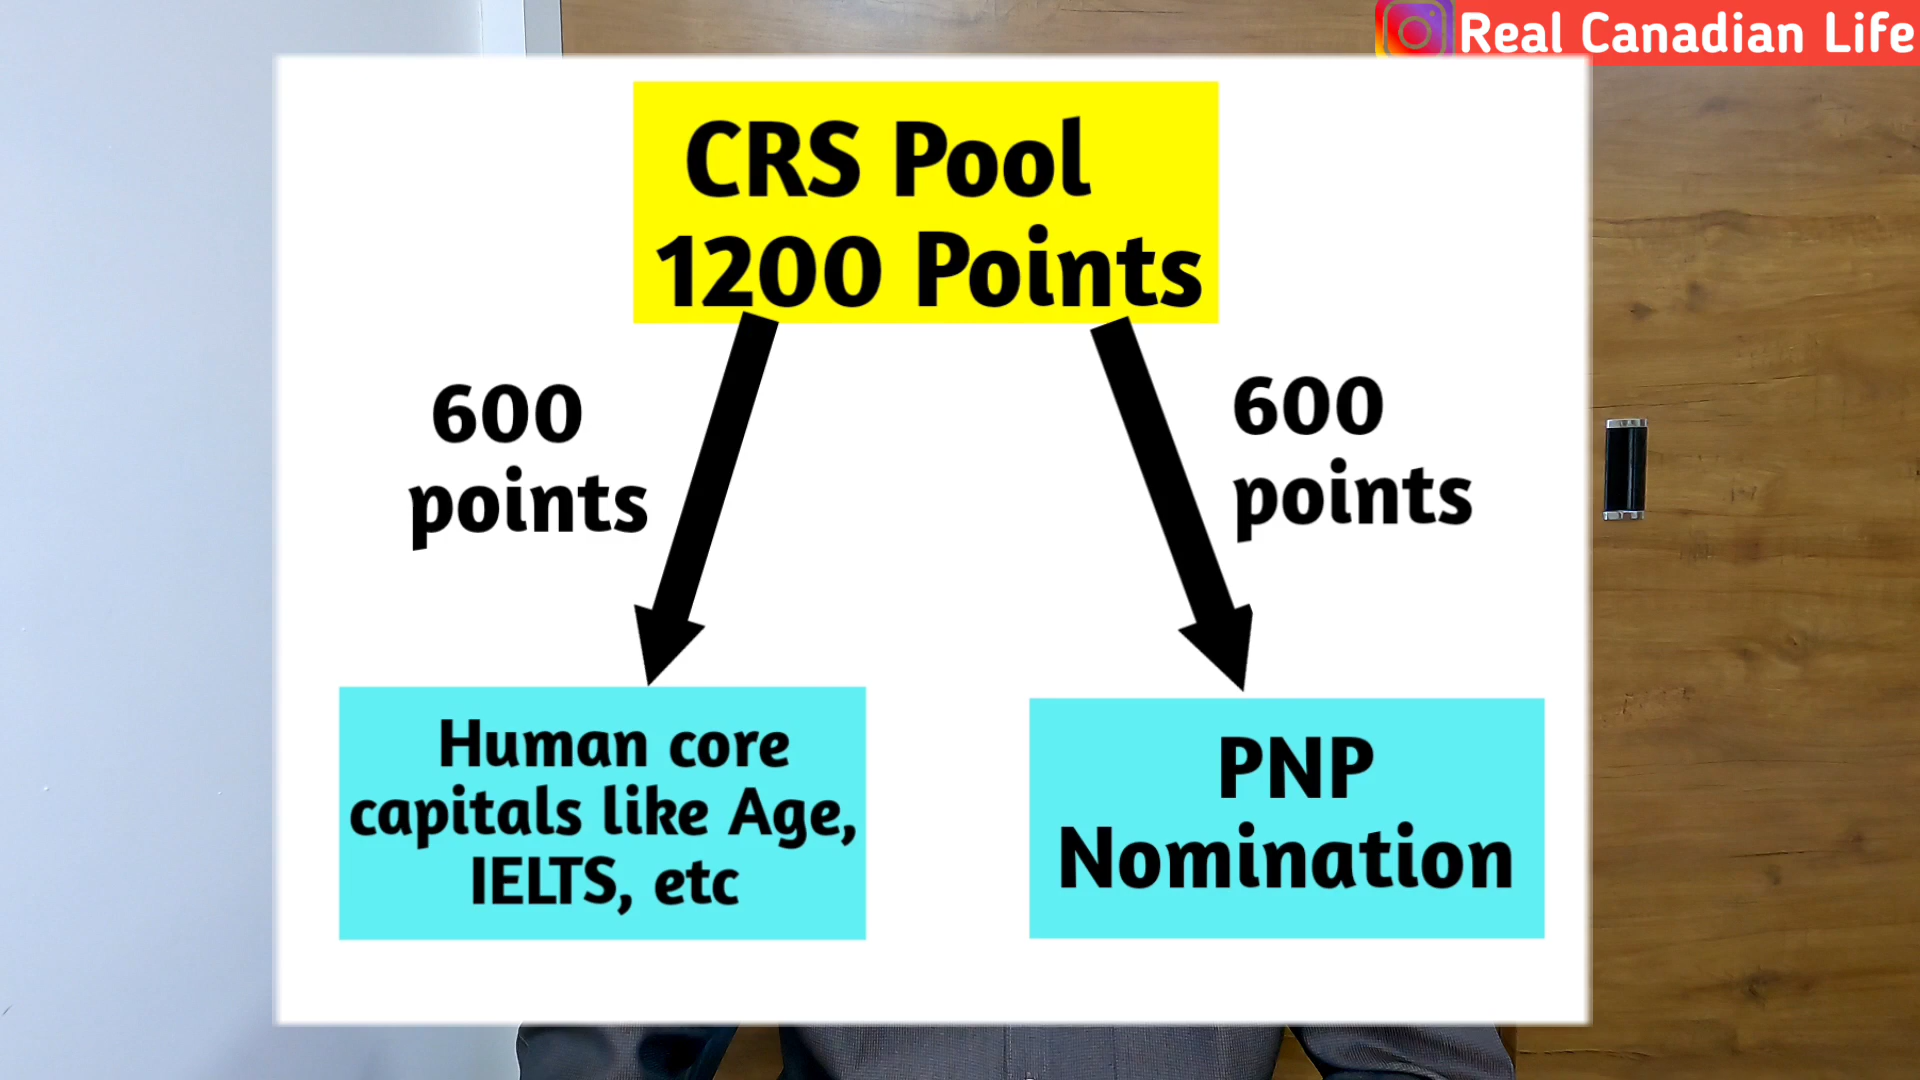 Real Canadian Life
CRS Pool
1200 Points
600
points
600
points
Human core
capitals like Age,
IELTS, etc
PNP
Nomination